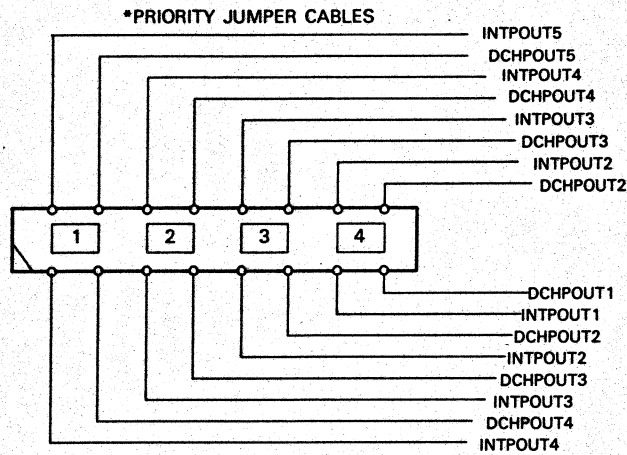 *PRIORITY JUMPER CABLES
INTPOUT5
DCHPOUT5
INTPOUT4
DCHPOUT4
INTPOUT3
DCHPOUT3
INTPOUT2
DCHPOUT2
1 2 3 4
DCHPOUT1
INTPOUT1
DCHPOUT2
INTPOUT2
DCHPOUT3
INTPOUT3
DCHPOUT4
INTPOUT4